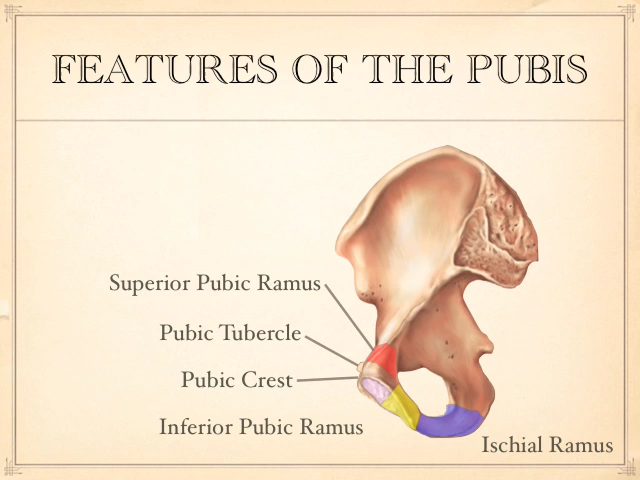 FEATURES OF THE PUBIS
Superior Pubic Ramus
Pubic Tubercle
Pubic Crest
Inferior Pubic Ramus
Ischial Ramus